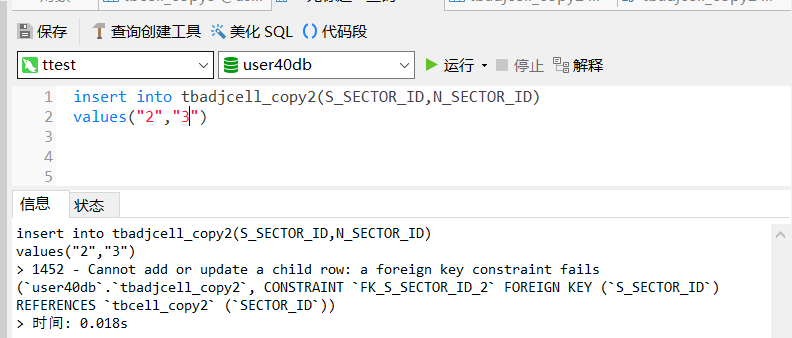 保存 查询创建工具 美化 SQL () 代码段
ttest user40db 运行 停止 解释
1 insert into tbadjcell_copy2(S_SECTOR_ID,N_SECTOR_ID)
2 values("2","3")
3
4
5
信息 状态
insert into tbadjcell_copy2(S_SECTOR_ID,N_SECTOR_ID)
values("2","3")
> 1452 - Cannot add or update a child row: a foreign key constraint fails
(`user40db`.`tbadjcell_copy2`, CONSTRAINT `FK_S_SECTOR_ID_2` FOREIGN KEY (`S_SECTOR_ID`)
REFERENCES `tbcell_copy2` (`SECTOR_ID`))
> 时间: 0.018s